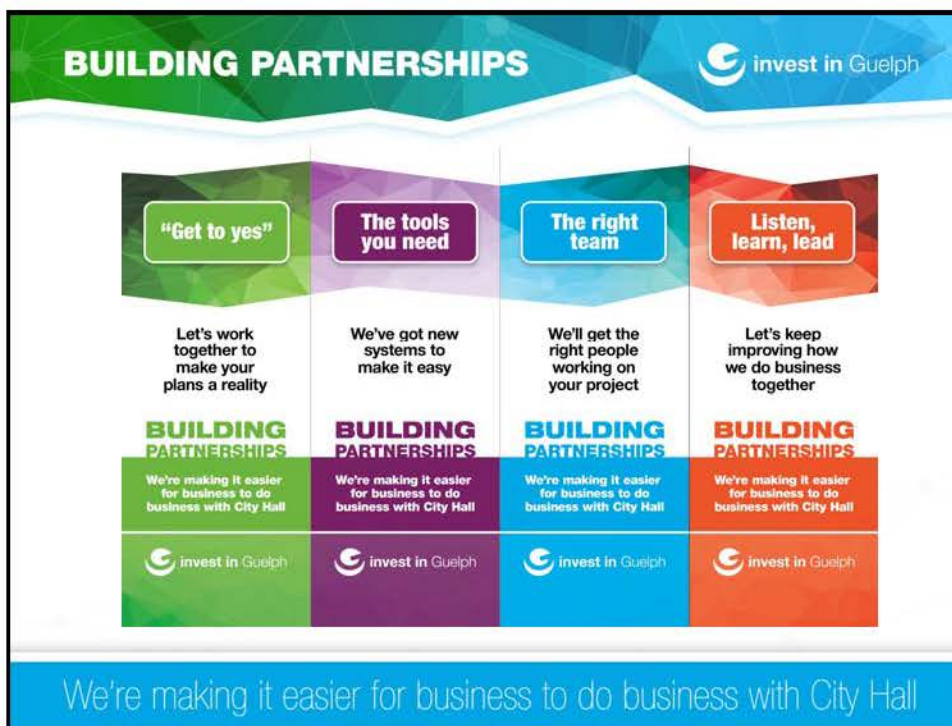 BUILDING PARTNERSHIPS
invest in Guelph
“Get to yes”
Let’s work
together to
make your
plans a reality
BUILDING
PARTNERSHIPS
We’re making it easier
for business to do
business with City Hall
invest in Guelph
The tools
you need
We’ve got new
systems to
make it easy
BUILDING
PARTNERSHIPS
We’re making it easier
for business to do
business with City Hall
invest in Guelph
The right
team
We’ll get the
right people
working on
your project
BUILDING
PARTNERSHIPS
We’re making it easier
for business to do
business with City Hall
invest in Guelph
Listen,
learn, lead
Let’s keep
improving how
we do business
together
BUILDING
PARTNERSHIPS
We’re making it easier
for business to do
business with City Hall
invest in Guelph
We’re making it easier for business to do business with City Hall